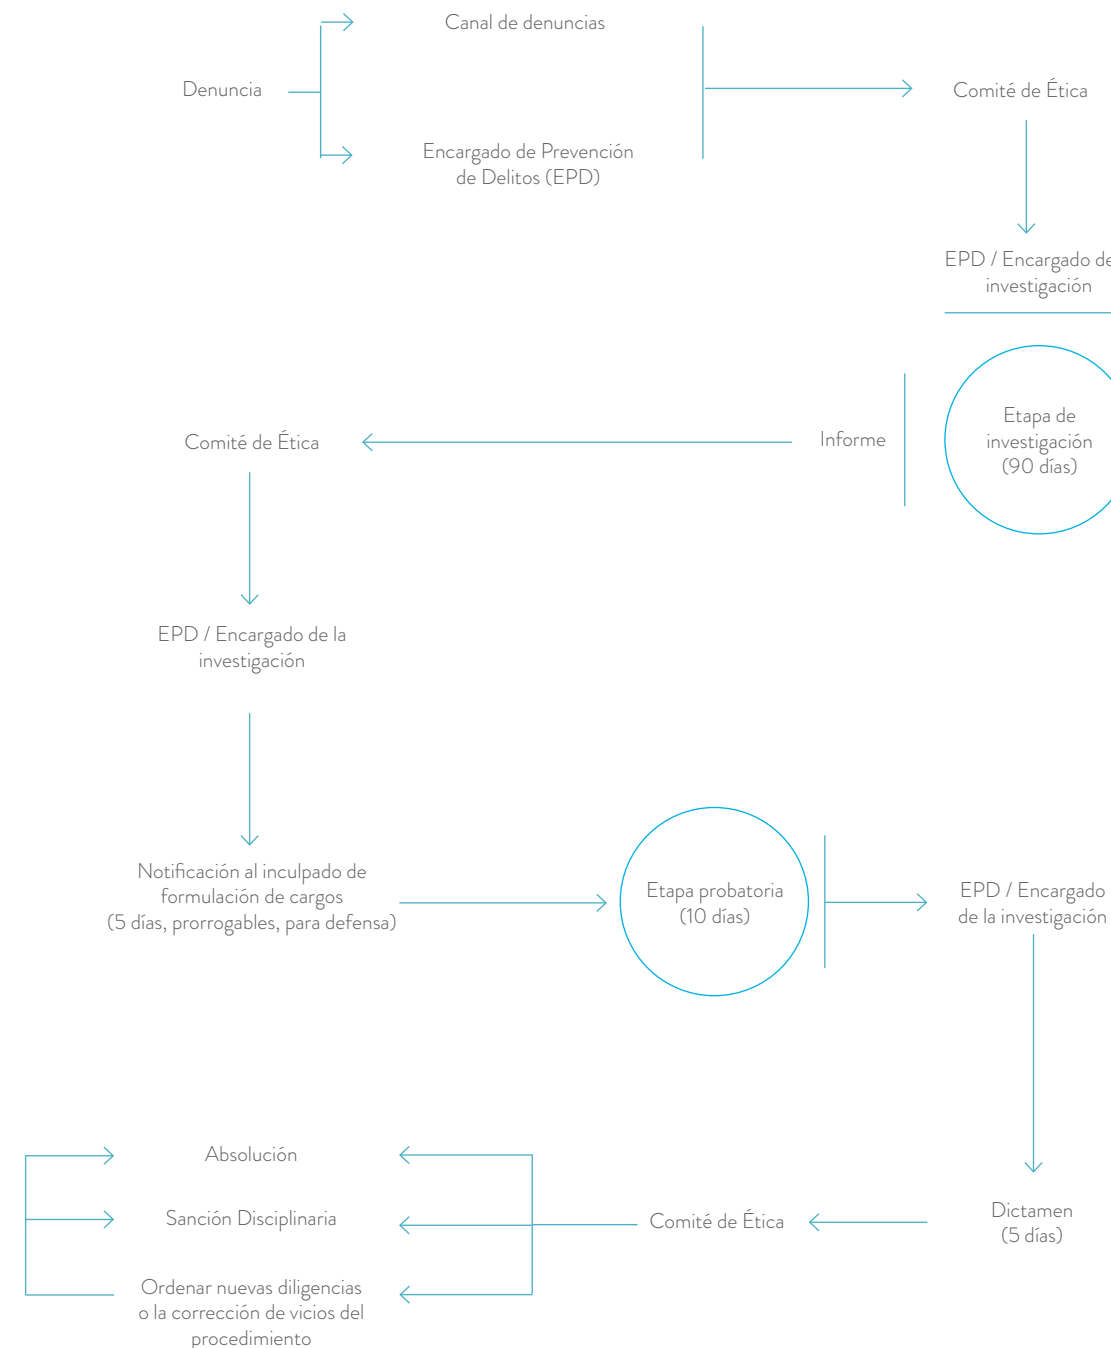 Canal de denuncias
Denuncia
Comité de Ética
Encargado de Prevención
de Delitos (EPD)
EPD / Encargado de
investigación
Etapa de
investigación
(90 días)
Informe
Comité de Ética
EPD / Encargado de la
investigación
Notificación al inculpado de
formulación de cargos
(5 días, prorrogables, para defensa)
Etapa probatoria
(10 días)
EPD / Encargado
de la investigación
Dictamen
(5 días)
Comité de Ética
Absolución
Sanción Disciplinaria
Ordenar nuevas diligencias
o la corrección de vicios del
procedimiento